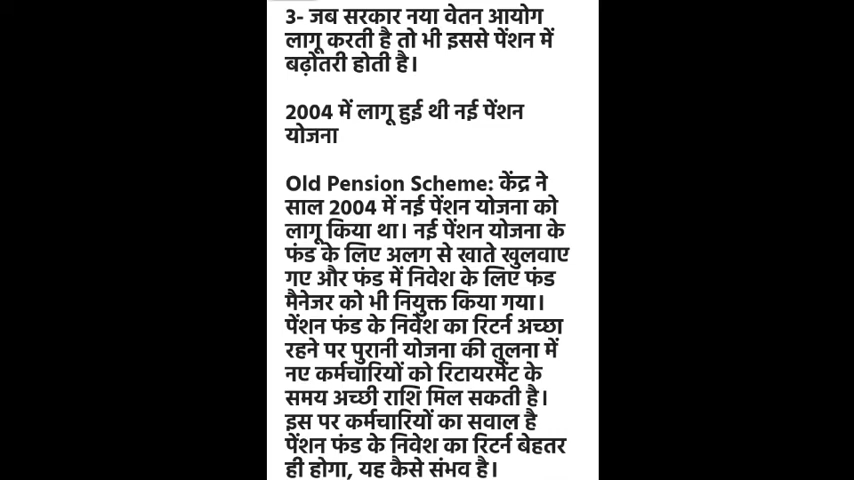 3- जब सरकार नया वेतन आयोग
लागू करती है तो भी इससे पेंशन में
बढ़ोतरी होती है।
2004 में लागू हुई थी नई पेंशन
योजना
Old Pension Scheme: केंद्र ने
साल 2004 में नई पेंशन योजना को
लागू किया था। नई पेंशन योजना के
फंड के लिए अलग से खाते खुलवाए
गए और फंड में निवेश के लिए फंड
मैनेजर को भी नियुक्त किया गया।
पेंशन फंड के निवेश का रिटर्न अच्छा
रहने पर पुरानी योजना की तुलना में
नए कर्मचारियों को रिटायरमेंट के
समय अच्छी राशि मिल सकती है।
इस पर कर्मचारियों का सवाल है
पेंशन फंड के निवेश का रिटर्न बेहतर
ही होगा, यह कैसे संभव है।